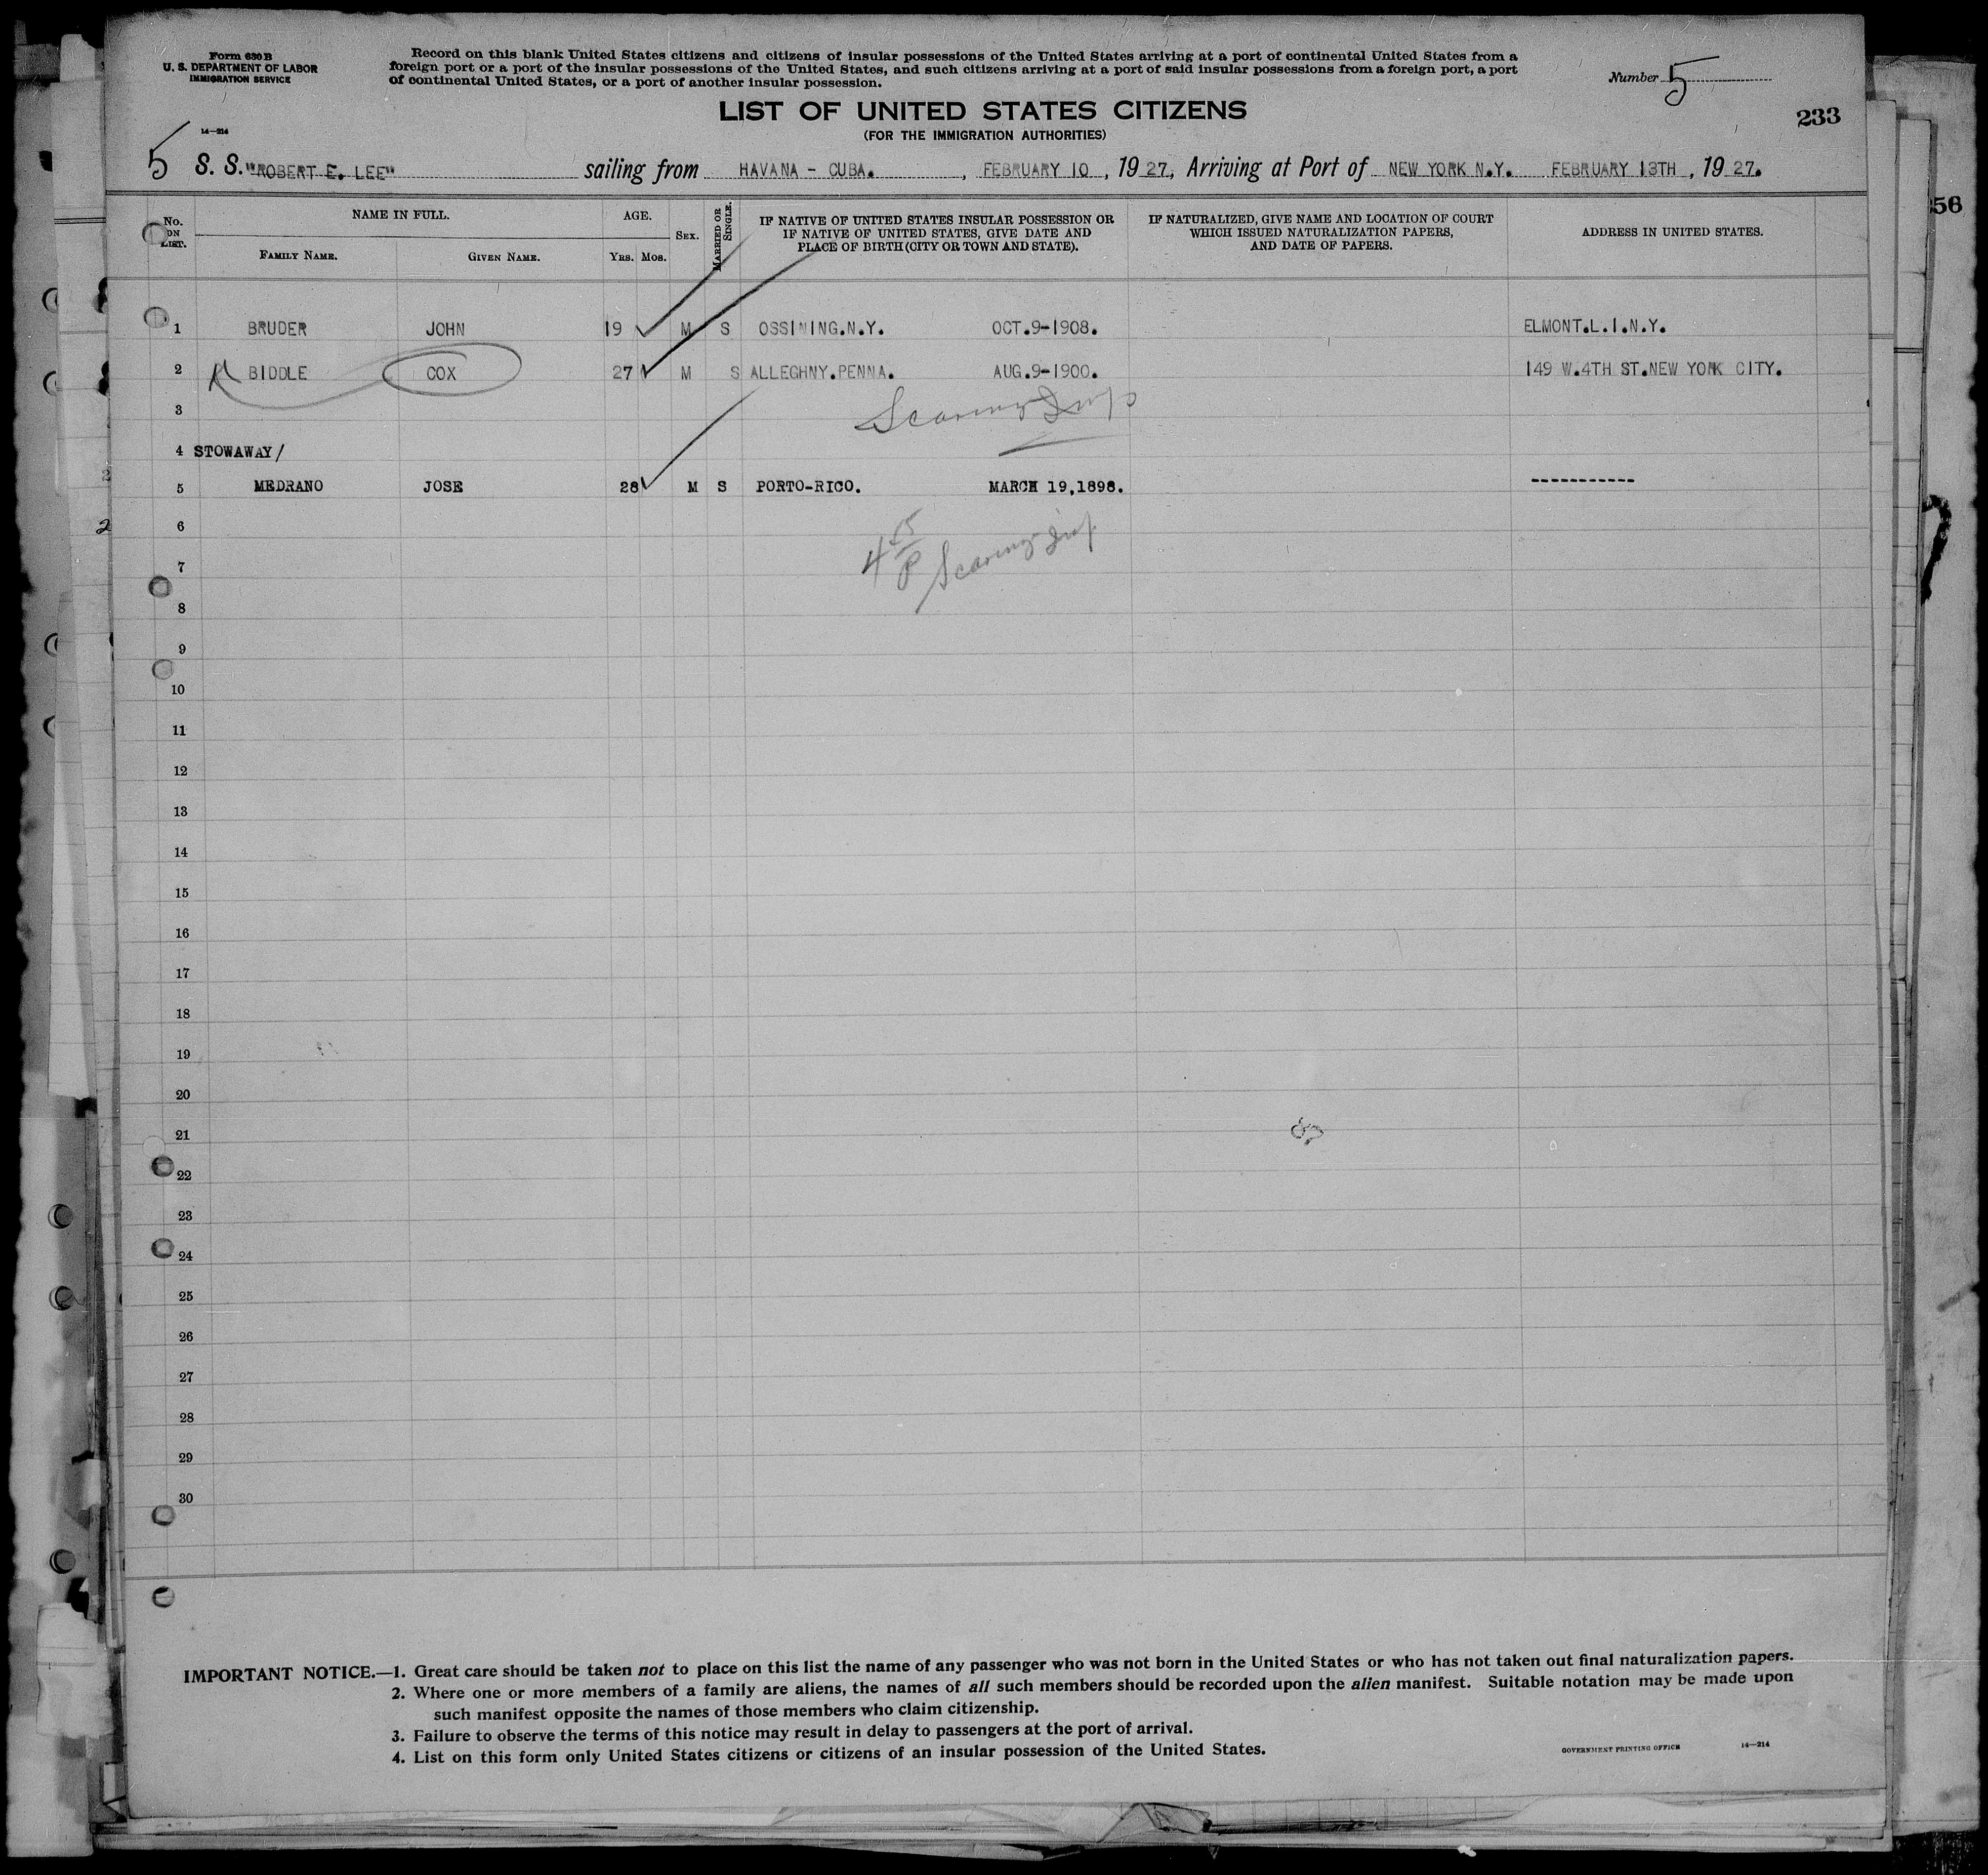 Form 630 B
U. S. DEPARTMENT OF LABOR
IMMIGRATION SERVICE
Record on this blank United States citizens and citizens of insular possessions of the United States arriving at a port of continental United States from a
foreign port or a port of the insular possessions of the United States, and such citizens arriving at a port of said insular possessions from a foreign port, a port
of continental United States, or a port of another insular possession.
Number 5
LIST OF UNITED STATES CITIZENS
(FOR THE IMMIGRATION AUTHORITIES)
233
14—214
5 S. S. "ROBERT E. LEE" sailing from HAVANA - CUBA. , FEBRUARY 10 , 1927, Arriving at Port of NEW YORK N.Y. FEBRUARY 13TH , 1927.
56
No. ON LIST. NAME IN FULL. AGE. SEX. MARRIED OR SINGLE. IF NATIVE OF UNITED STATES INSULAR POSSESSION OR IF NATIVE OF UNITED STATES, GIVE DATE AND PLACE OF BIRTH (CITY OR TOWN AND STATE). IF NATURALIZED, GIVE NAME AND LOCATION OF COURT WHICH ISSUED NATURALIZATION PAPERS, AND DATE OF PAPERS. ADDRESS IN UNITED STATES.
FAMILY NAME. GIVEN NAME. YRS. MOS.
1 BRUDER JOHN 19 M S OSSINING.N.Y. OCT.9-1908. ELMONT.L.I.N.Y.
2 BIDDLE COX 27 M S ALLEGHNY.PENNA. AUG.9-1900. 149 W.4TH ST.NEW YORK CITY.
3
4 STOWAWAY/
5 MEDRANO JOSE 28 M S PORTO-RICO. MARCH 19,1898. -----------
6
7
8
9
10
11
12
13
14
15
16
17
18
19
20
21
22
23
24
25
26
27
28
29
30
IMPORTANT NOTICE.—1. Great care should be taken not to place on this list the name of any passenger who was not born in the United States or who has not taken out final naturalization papers.
2. Where one or more members of a family are aliens, the names of all such members should be recorded upon the alien manifest. Suitable notation may be made upon
such manifest opposite the names of those members who claim citizenship.
3. Failure to observe the terms of this notice may result in delay to passengers at the port of arrival.
4. List on this form only United States citizens or citizens of an insular possession of the United States.
GOVERNMENT PRINTING OFFICE 14—214